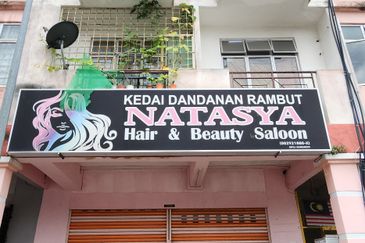 KEDAI DANDANAN RAMBUT
NATASYA
Hair & Beauty Saloon